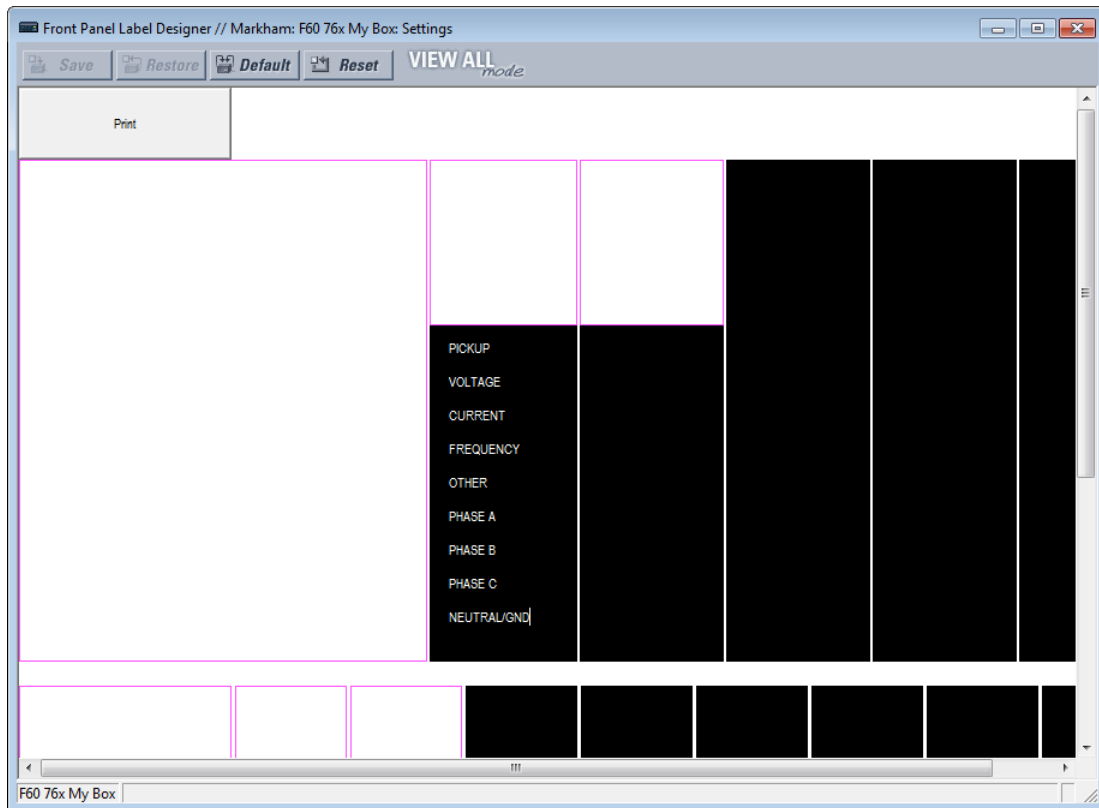 Front Panel Label Designer // Markham: F60 76x My Box: Settings
Save Restore Default Reset VIEW ALL mode
Print
PICKUP
VOLTAGE
CURRENT
FREQUENCY
OTHER
PHASE A
PHASE B
PHASE C
NEUTRAL/GND
F60 76x My Box